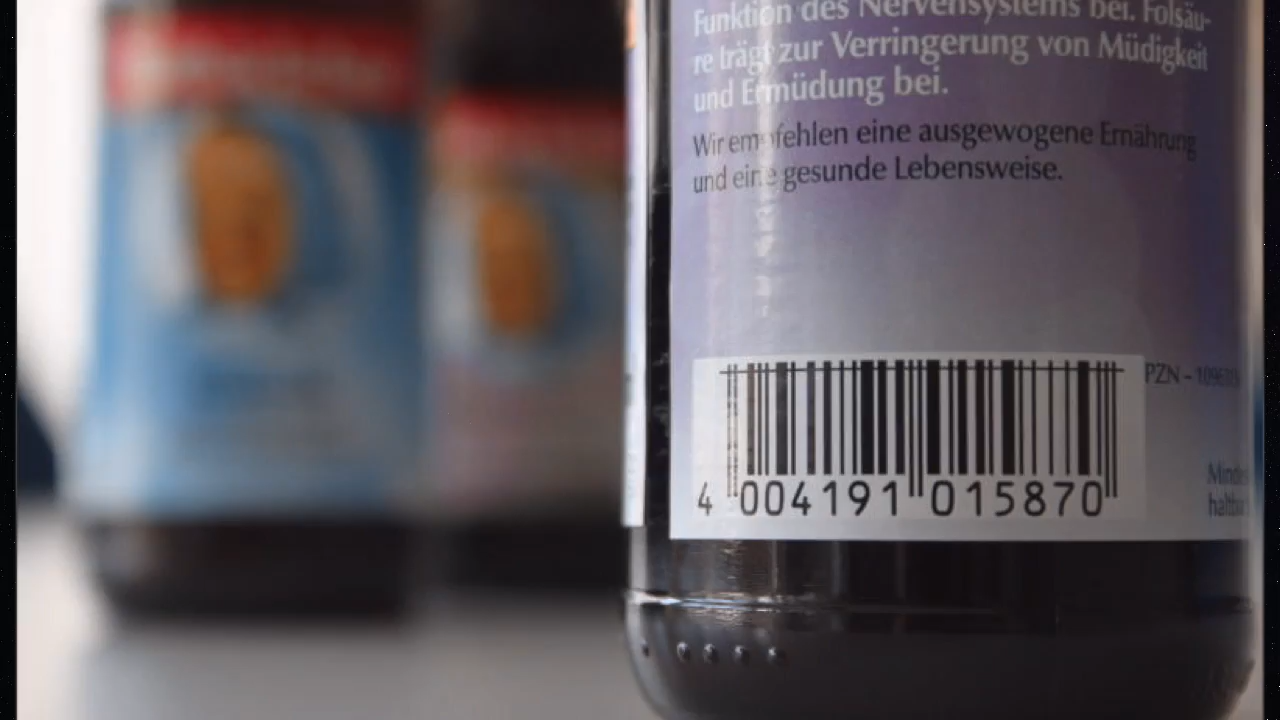 Funktion des Nervensystems bei. Folsäu-
re trägt zur Verringerung von Müdigkeit
und Ermüdung bei.
Wir empfehlen eine ausgewogene Ernährung
und eine gesunde Lebensweise.
PZN -
4 004191 015870